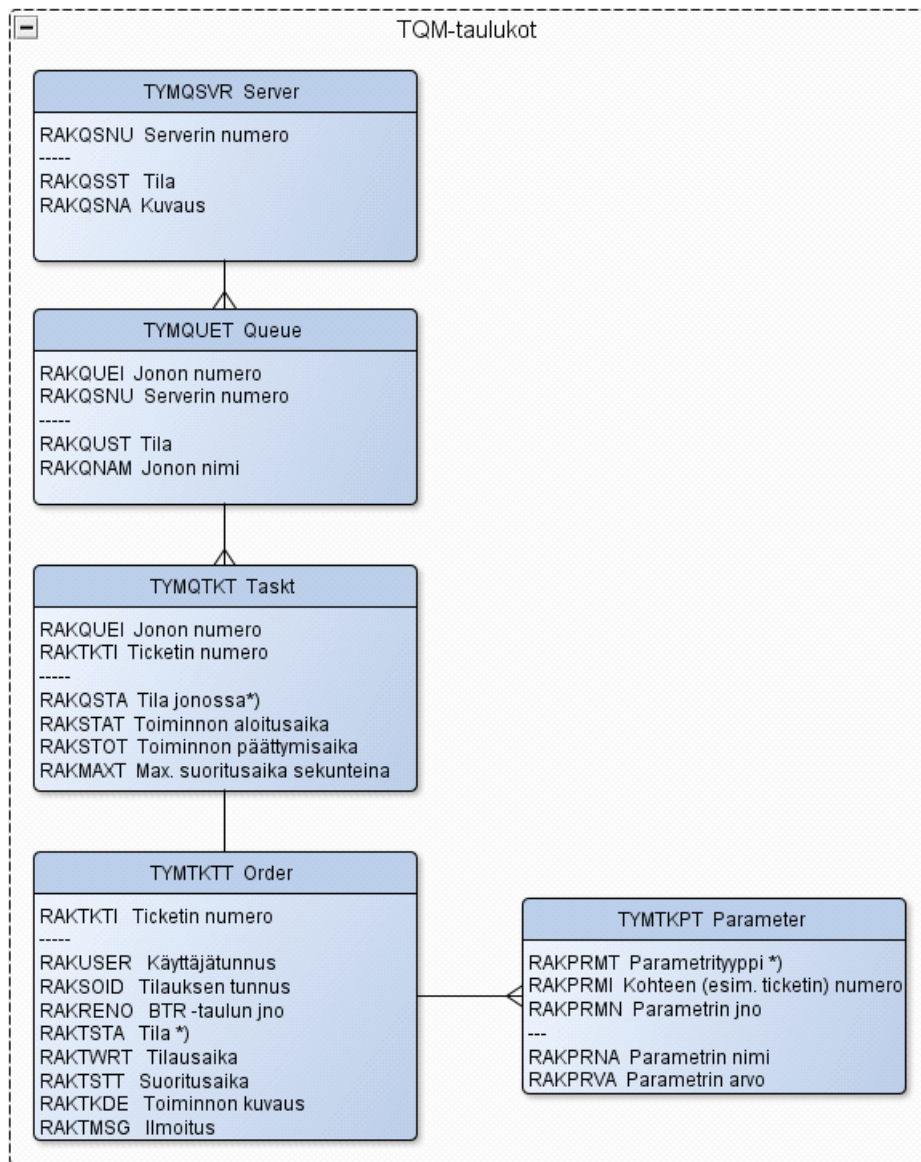 TQM-taulukot
TYMQSVR Server
RAKQSNU Serverin numero
-----
RAKQSST Tila
RAKQSNA Kuvaus
TYMQUET Queue
RAKQUEI Jonon numero
RAKQSNU Serverin numero
-----
RAKQUST Tila
RAKQNAM Jonon nimi
TYMQTKT Taskt
RAKQUEI Jonon numero
RAKTKTI Ticketin numero
-----
RAKQSTA Tila jonossa*)
RAKSTAT Toiminnon aloitusaika
RAKSTOT Toiminnon päättymisaika
RAKMAXT Max. suoritusaika sekunteina
TYMTKTT Order
RAKTKTI Ticketin numero
-----
RAKUSER Käyttäjätunnus
RAKSOID Tilauksen tunnus
RAKRENO BTR -taulun jno
RAKTSTA Tila *)
RAKTWRT Tilausaika
RAKTSTT Suoritusaika
RAKTKDE Toiminnon kuvaus
RAKTMSG Ilmoitus
TYMTKPT Parameter
RAKPRMT Parametrityyppi *)
RAKPRMI Kohteen (esim. ticketin) numero
RAKPRMN Parametrin jno
---
RAKPRNA Parametrin nimi
RAKPRVA Parametrin arvo